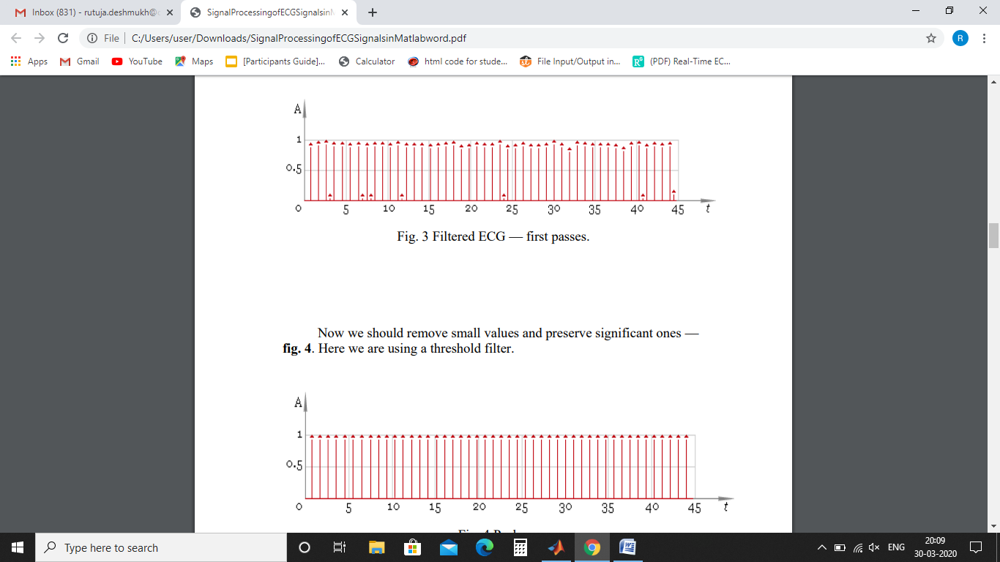 Inbox (831) - rutuja.deshmukh@
SignalProcessingofECGSignalsin
File
C:/Users/user/Downloads/SignalProcessingofECGSignalsinMatlabword.pdf
R
Apps
Gmail
YouTube
Maps
[Participants Guide]...
Calculator
html code for stude...
File Input/Output in...
(PDF) Real-Time EC...
A
1
0.5
0 5 10 15 20 25 30 35 40 45 t
Fig. 3 Filtered ECG — first passes.
Now we should remove small values and preserve significant ones —
fig. 4. Here we are using a threshold filter.
A
1
0.5
0 5 10 15 20 25 30 35 40 45 t
Type here to search
ENG
20:09
30-03-2020